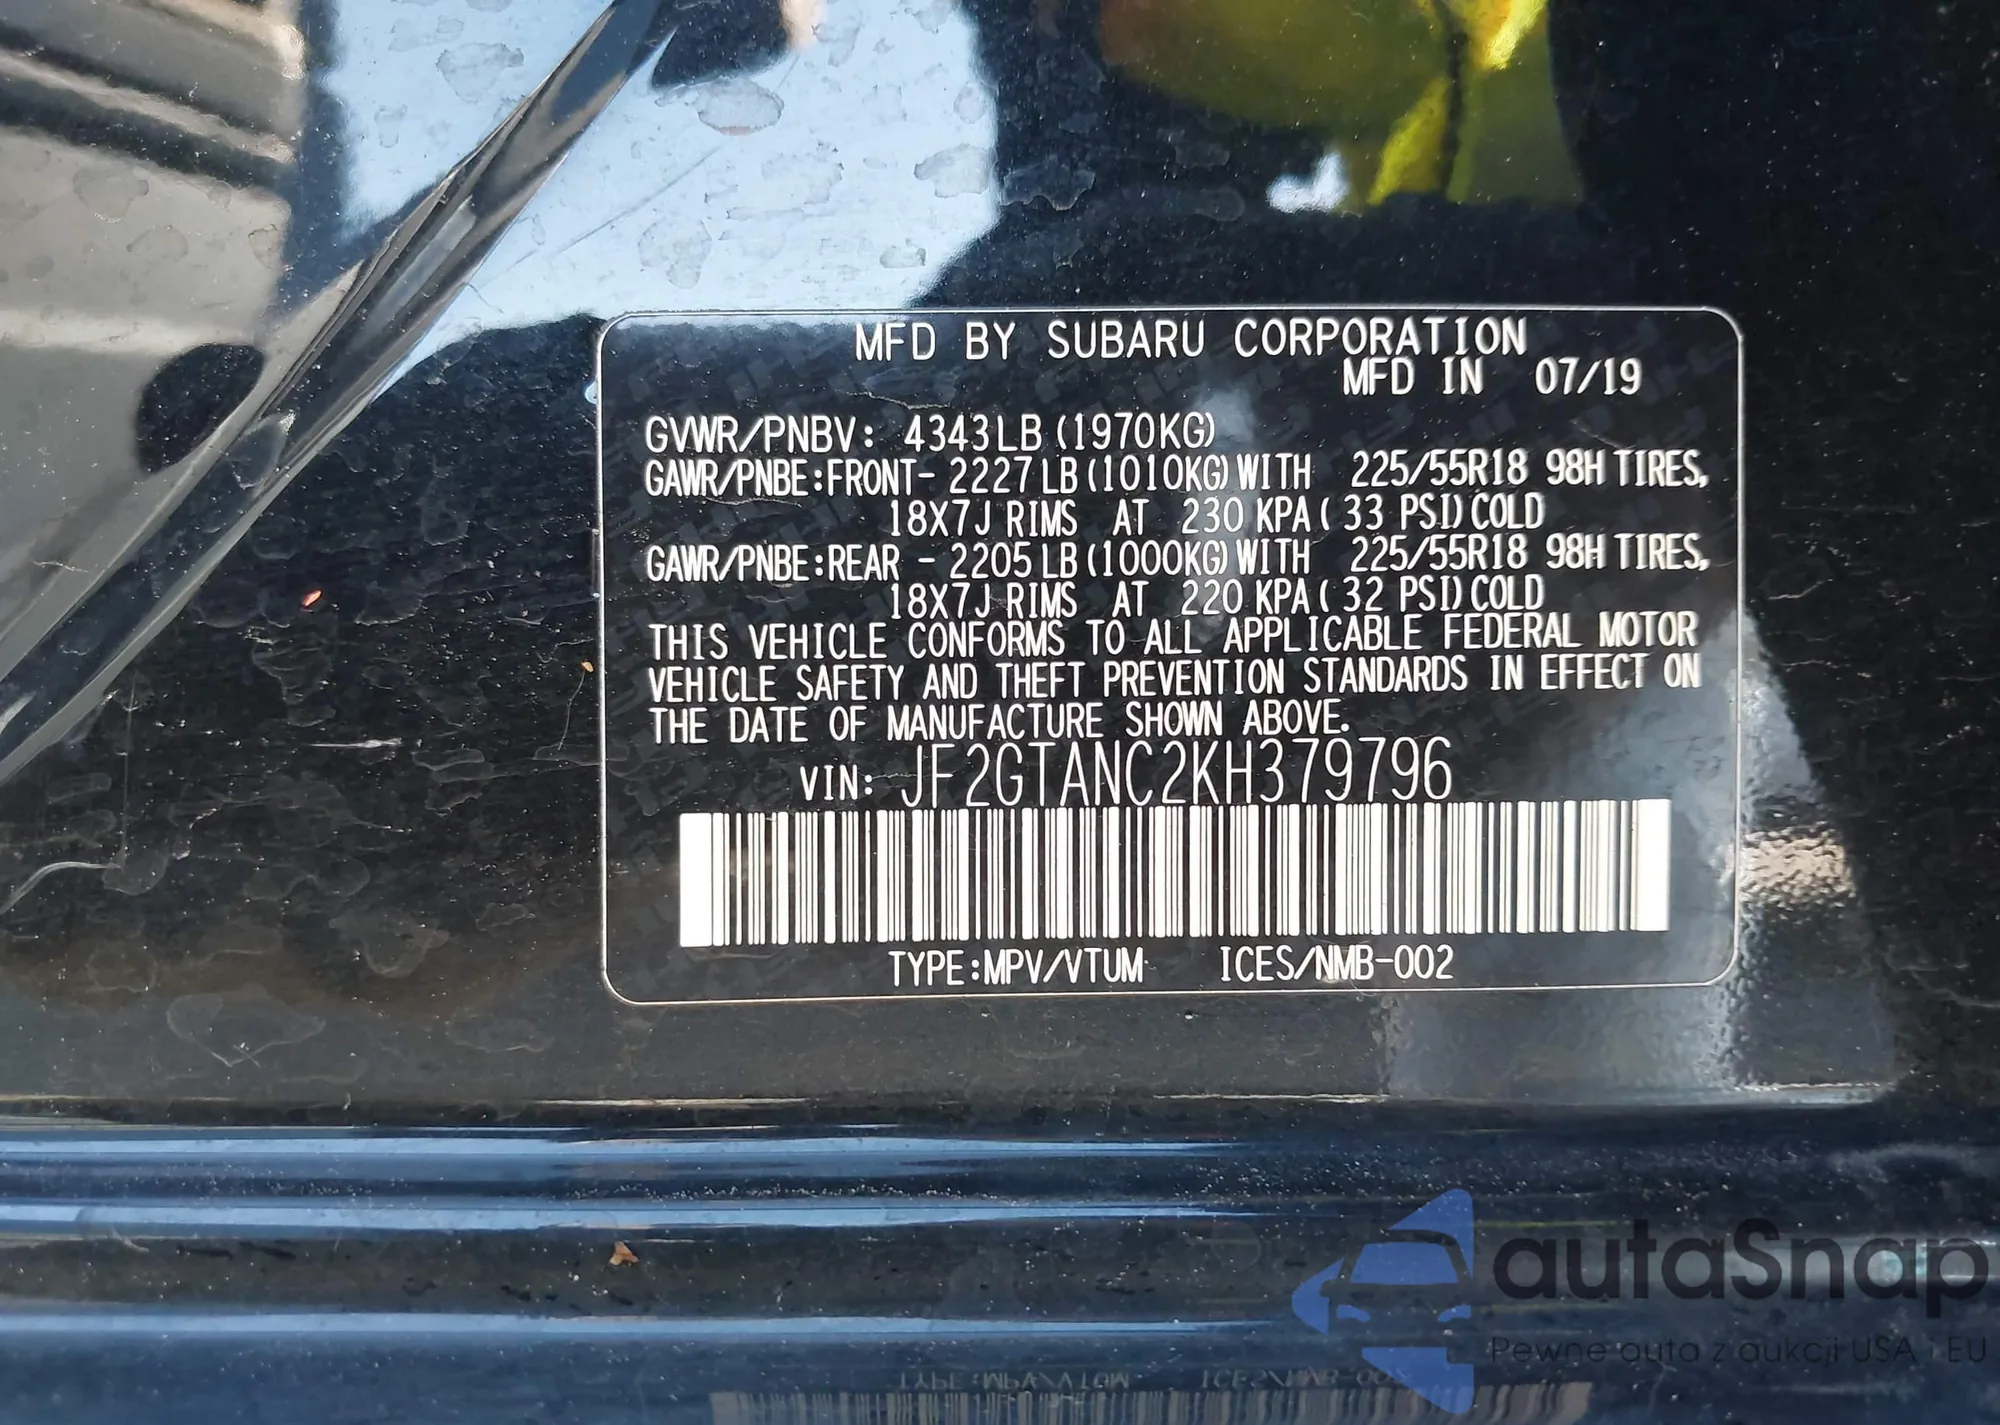 MFD BY SUBARU CORPORATION
MFD IN 07/19
GVWR/PNBV: 4343LB (1970KG)
GAWR/PNBE:FRONT- 2227LB (1010KG) WITH 225/55R18 98H TIRES,
18X7J RIMS AT 230 KPA ( 33 PSI) COLD
GAWR/PNBE:REAR - 2205LB (1000KG) WITH 225/55R18 98H TIRES,
18X7J RIMS AT 220 KPA ( 32 PSI) COLD
THIS VEHICLE CONFORMS TO ALL APPLICABLE FEDERAL MOTOR
VEHICLE SAFETY AND THEFT PREVENTION STANDARDS IN EFFECT ON
THE DATE OF MANUFACTURE SHOWN ABOVE.
VIN: JF2GTANC2KH379796
TYPE:MPV/VTUM ICES/NMB-002
autaSnap
Pewne auta z aukcji USA i EU